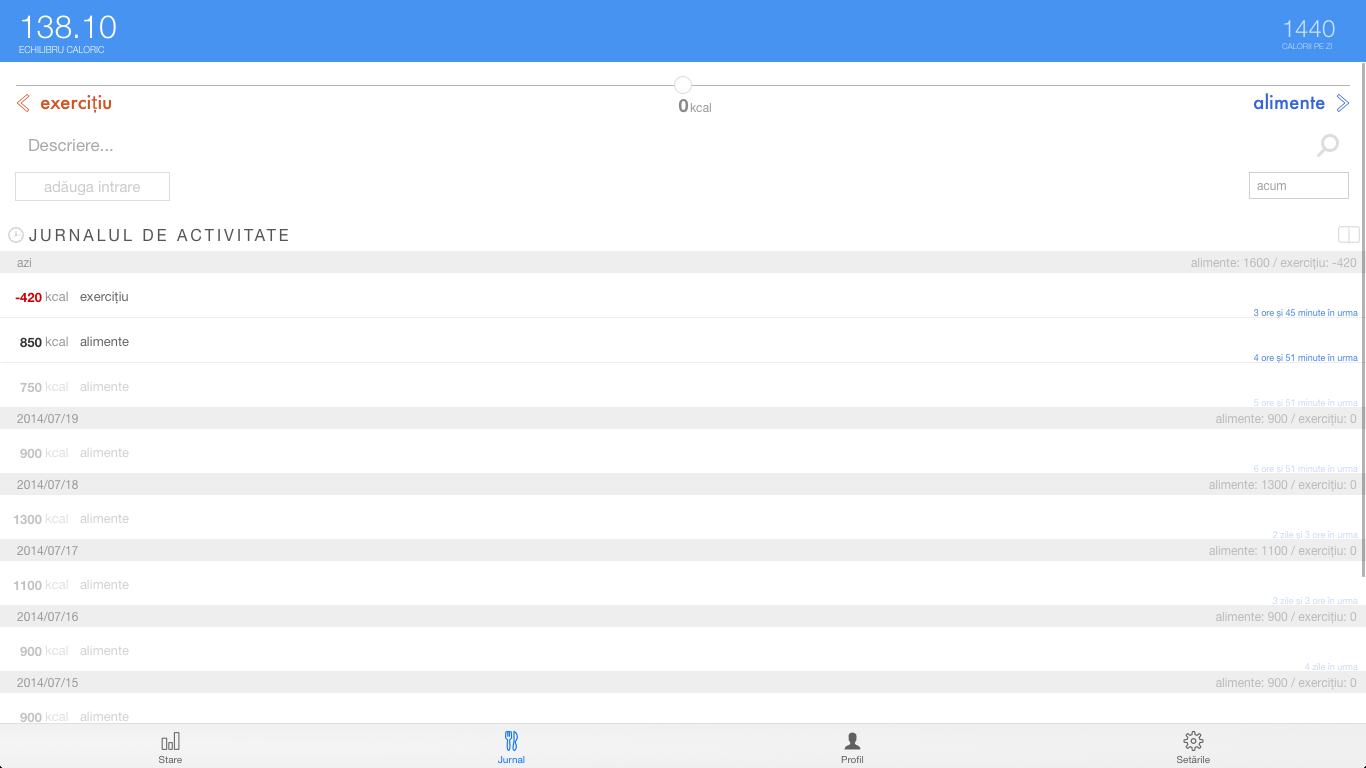 138.10
ECHILIBRU CALORIC
1440
CALORII PE ZI
exercițiu
0 kcal
alimente
Descriere...
adăuga intrare
acum
JURNALUL DE ACTIVITATE
azi alimente: 1600 / exercițiu: -420
-420 kcal exercițiu
3 ore și 45 minute în urma
850 kcal alimente
4 ore și 51 minute în urma
750 kcal alimente
5 ore și 51 minute în urma
2014/07/19 alimente: 900 / exercițiu: 0
900 kcal alimente
6 ore și 51 minute în urma
2014/07/18 alimente: 1300 / exercițiu: 0
1300 kcal alimente
2 zile și 3 ore în urma
2014/07/17 alimente: 1100 / exercițiu: 0
1100 kcal alimente
3 zile și 3 ore în urma
2014/07/16 alimente: 900 / exercițiu: 0
900 kcal alimente
4 zile în urma
2014/07/15 alimente: 900 / exercițiu: 0
900 kcal alimente
Stare
Jurnal
Profil
Setările